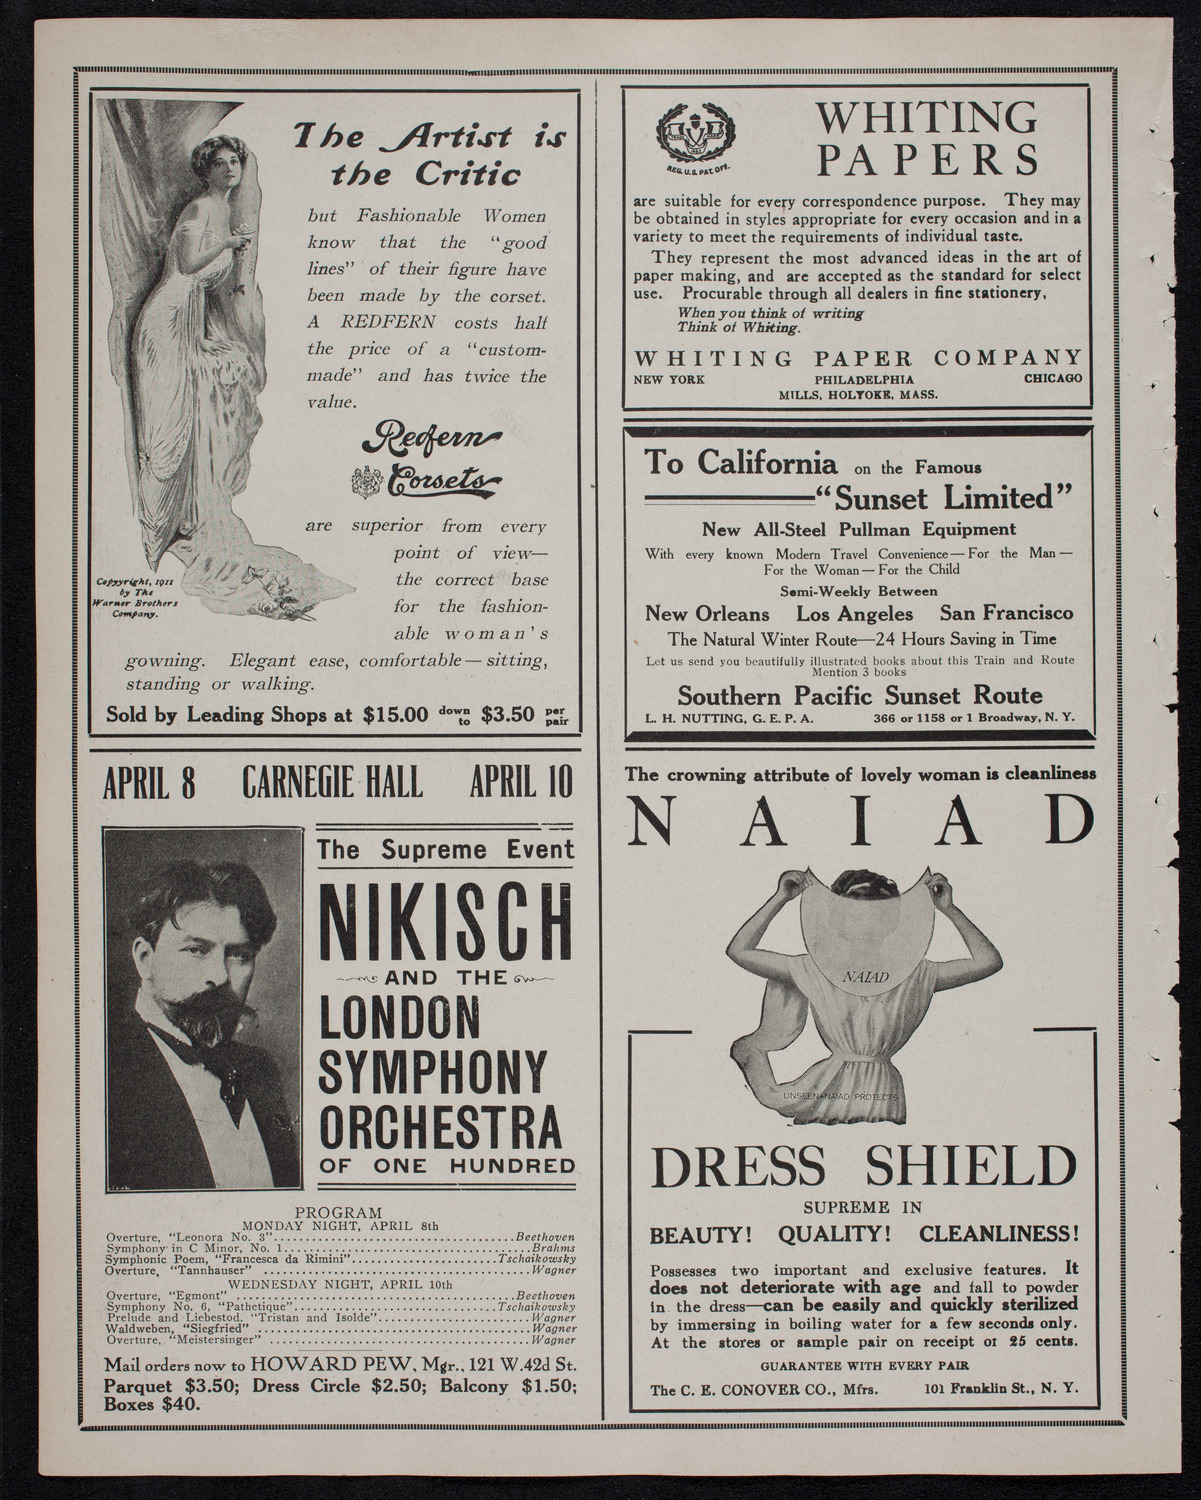 The Artist is
the Critic
but Fashionable Women
know that the "good
lines" of their figure have
been made by the corset.
A REDFERN costs half
the price of a "custom-
made" and has twice the
value.
Redfern
Corsets
are superior from every
point of view—
the correct base
for the fashion-
able woman's
gowning. Elegant ease, comfortable—sitting,
standing or walking.
Copyright, 1911
by The
Warner Brothers
Company.
Sold by Leading Shops at $15.00 down to $3.50 per pair
APRIL 8 CARNEGIE HALL APRIL 10
The Supreme Event
NIKISCH
AND THE
LONDON
SYMPHONY
ORCHESTRA
OF ONE HUNDRED
PROGRAM
MONDAY NIGHT, APRIL 8th
Overture, "Leonora No. 3"........Beethoven
Symphony in C Minor, No. 1........Brahms
Symphonic Poem, "Francesca da Rimini"........Tschaikowsky
Overture, "Tannhauser"........Wagner
WEDNESDAY NIGHT, APRIL 10th
Overture, "Egmont"........Beethoven
Symphony No. 6, "Pathetique"........Tschaikowsky
Prelude and Liebestod. "Tristan and Isolde"........Wagner
Waldweben, "Siegfried"........Wagner
Overture, "Meistersinger"........Wagner
Mail orders now to HOWARD PEW, Mgr., 121 W.42d St.
Parquet $3.50; Dress Circle $2.50; Balcony $1.50;
Boxes $40.
REG. U.S. PAT. OFF.
WHITING
PAPERS
are suitable for every correspondence purpose. They may
be obtained in styles appropriate for every occasion and in a
variety to meet the requirements of individual taste.
They represent the most advanced ideas in the art of
paper making, and are accepted as the standard for select
use. Procurable through all dealers in fine stationery,
When you think of writing
Think of Whiting.
WHITING PAPER COMPANY
NEW YORK PHILADELPHIA CHICAGO
MILLS, HOLYOKE, MASS.
To California on the Famous
"Sunset Limited"
New All-Steel Pullman Equipment
With every known Modern Travel Convenience—For the Man—
For the Woman—For the Child
Semi-Weekly Between
New Orleans Los Angeles San Francisco
The Natural Winter Route—24 Hours Saving in Time
Let us send you beautifully illustrated books about this Train and Route
Mention 3 books
Southern Pacific Sunset Route
L. H. NUTTING, G. E. P. A. 366 or 1158 or 1 Broadway, N. Y.
The crowning attribute of lovely woman is cleanliness
NAIAD
NAIAD
UNSEEN-NAIAD PROTECTS
DRESS SHIELD
SUPREME IN
BEAUTY! QUALITY! CLEANLINESS!
Possesses two important and exclusive features. It
does not deteriorate with age and fall to powder
in the dress—can be easily and quickly sterilized
by immersing in boiling water for a few seconds only.
At the stores or sample pair on receipt of 25 cents.
GUARANTEE WITH EVERY PAIR
The C. E. CONOVER CO., Mfrs. 101 Franklin St., N. Y.